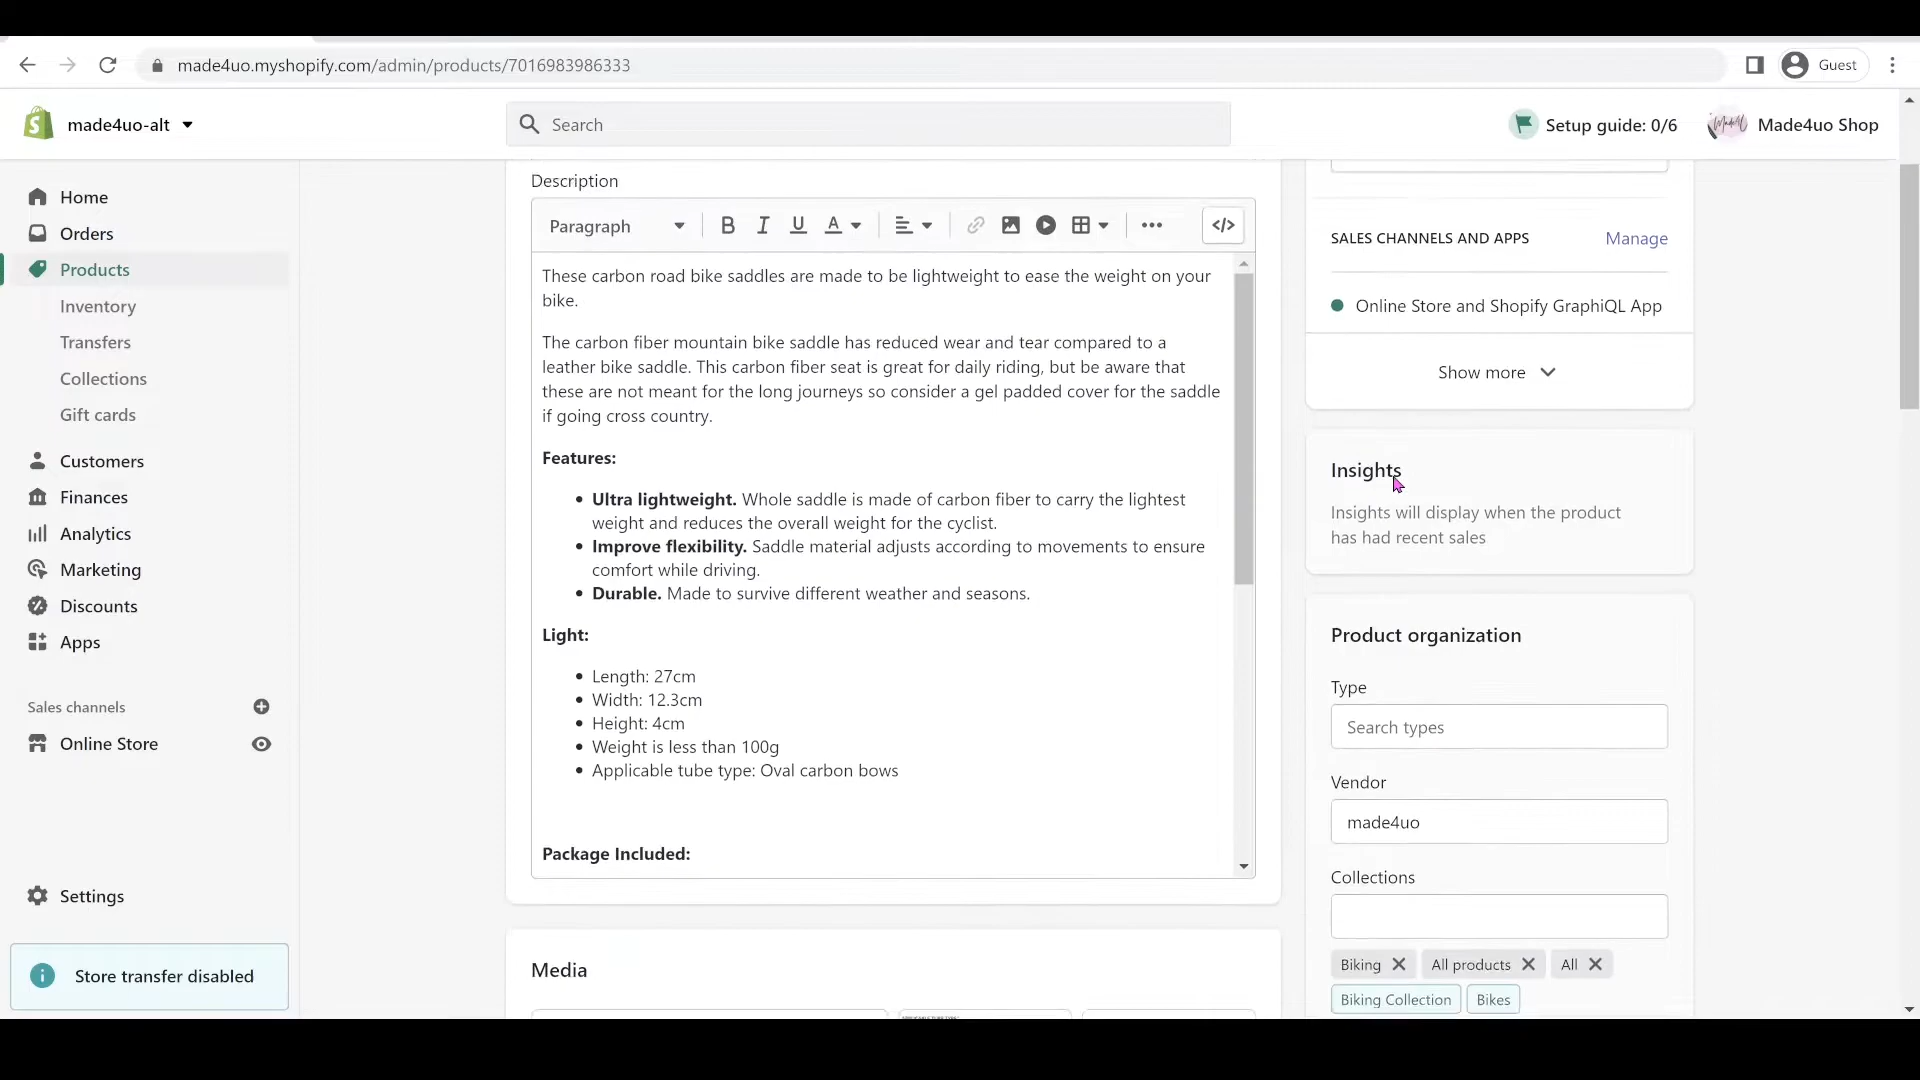 made4uo.myshopify.com/admin/products/7016983986333
Guest
made4uo-alt
Search
Setup guide: 0/6
Made4uo Shop
Home
Orders
Products
Inventory
Transfers
Collections
Gift cards
Customers
Finances
Analytics
Marketing
Discounts
Apps
Sales channels
Online Store
Settings
Store transfer disabled
Description
Paragraph
These carbon road bike saddles are made to be lightweight to ease the weight on your
bike.
The carbon fiber mountain bike saddle has reduced wear and tear compared to a
leather bike saddle. This carbon fiber seat is great for daily riding, but be aware that
these are not meant for the long journeys so consider a gel padded cover for the saddle
if going cross country.
Features:
Ultra lightweight. Whole saddle is made of carbon fiber to carry the lightest
weight and reduces the overall weight for the cyclist.
Improve flexibility. Saddle material adjusts according to movements to ensure
comfort while driving.
Durable. Made to survive different weather and seasons.
Light:
Length: 27cm
Width: 12.3cm
Height: 4cm
Weight is less than 100g
Applicable tube type: Oval carbon bows
Package Included:
Media
SALES CHANNELS AND APPS
Manage
Online Store and Shopify GraphiQL App
Show more
Insights
Insights will display when the product
has had recent sales
Product organization
Type
Search types
Vendor
made4uo
Collections
Biking
All products
All
Biking Collection
Bikes